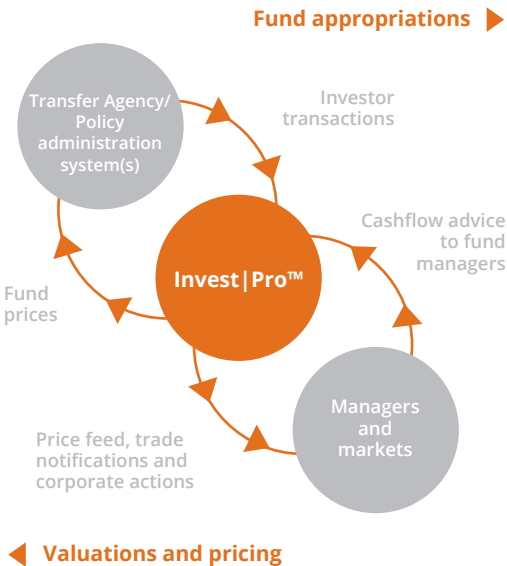 Fund appropriations
Transfer Agency/
Policy
administration
system(s)
Investor
transactions
Cashflow advice
to fund
managers
Invest|Pro™
Fund
prices
Managers
and
markets
Price feed, trade
notifications and
corporate actions
Valuations and pricing